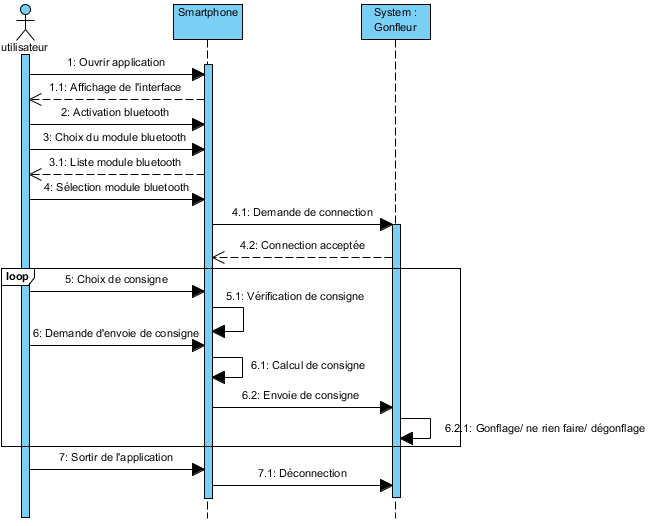 utilisateur
Smartphone
System :
Gonfleur
1: Ouvrir application
1.1: Affichage de l'interface
2: Activation bluetooth
3: Choix du module bluetooth
3.1: Liste module bluetooth
4: Sélection module bluetooth
4.1: Demande de connection
4.2: Connection acceptée
loop
5: Choix de consigne
5.1: Vérification de consigne
6: Demande d'envoie de consigne
6.1: Calcul de consigne
6.2: Envoie de consigne
6.2.1: Gonflage/ ne rien faire/ dégonflage
7: Sortir de l'application
7.1: Déconnection